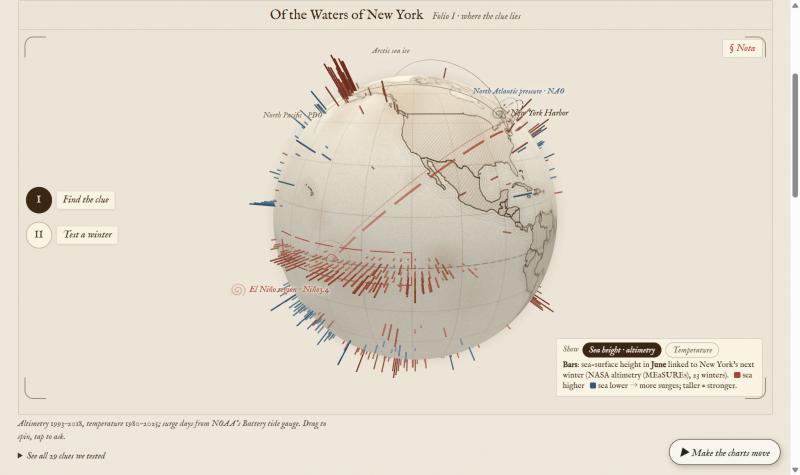 Of the Waters of New York Folio I · where the clue lies
§ Nota
Arctic sea ice
North Atlantic pressure · NAO
New York Harbor
North Pacific · PDO
I Find the clue
II Test a winter
El Niño region · Niño3.4
Show Sea height · altimetry Temperature
Bars: sea-surface height in June linked to New York's next
winter (NASA altimetry (MEaSUREs), 23 winters). sea
higher sea lower → more surges; taller = stronger.
Altimetry 1993–2018, temperature 1980–2025; surge days from NOAA's Battery tide gauge. Drag to
spin, tap to ask.
▶ See all 29 clues we tested
▶ Make the charts move